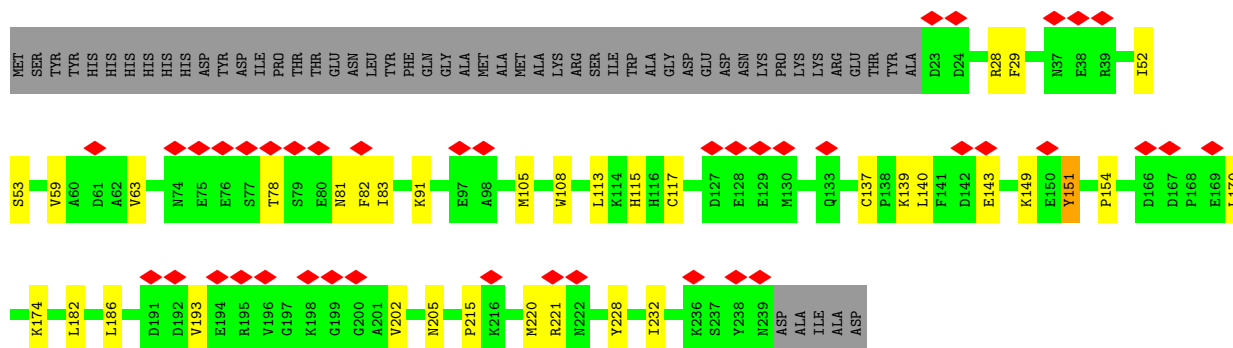 MET SER TYR TYR HIS HIS HIS HIS HIS HIS ASP TYR ASP ILE PRO THR THR GLU ASN LEU TYR PHE GLN GLY ALA MET ALA MET ALA LYS ARG SER ILE TRP ALA GLY ASP GLU ASP ASN LYS PRO LYS LYS ARG GLU THR TYR ALA D23 D24 R28 F29 N37 E38 R39 I52
S53 V59 A60 D61 A62 V63 N74 E75 E76 S77 T78 S79 E80 N81 F82 I83 K91 E97 A98 M105 W108 L113 K114 H115 H116 C117 D127 E128 E129 M130 Q133 C137 P138 K139 L140 F141 D142 E143 K149 E150 Y151 P154 D166 D167 P168 E169 L170
K174 L182 L186 D191 D192 V193 E194 R195 V196 G197 K198 G199 G200 A201 V202 N205 P215 K216 M220 R221 N222 Y228 I232 K236 S237 Y238 N239 ASP ALA ILE ALA ASP